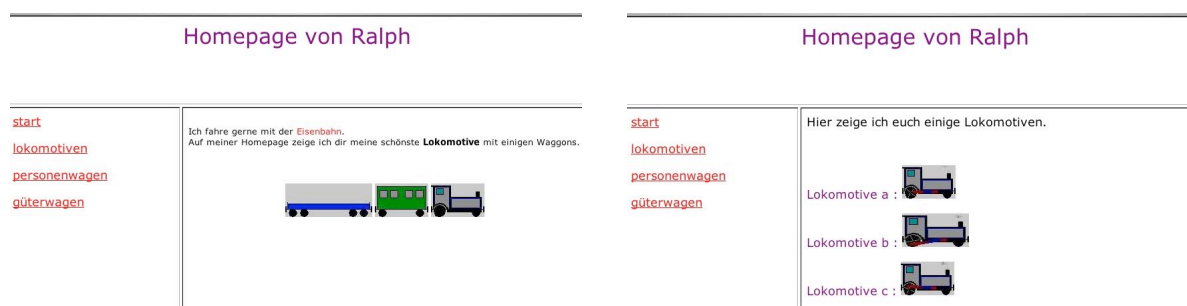 Homepage von Ralph
start
lokomotiven
personenwagen
güterwagen
Ich fahre gerne mit der Eisenbahn.
Auf meiner Homepage zeige ich dir meine schönste Lokomotive mit einigen Waggons.
Homepage von Ralph
start
lokomotiven
personenwagen
güterwagen
Hier zeige ich euch einige Lokomotiven.
Lokomotive a :
Lokomotive b :
Lokomotive c :